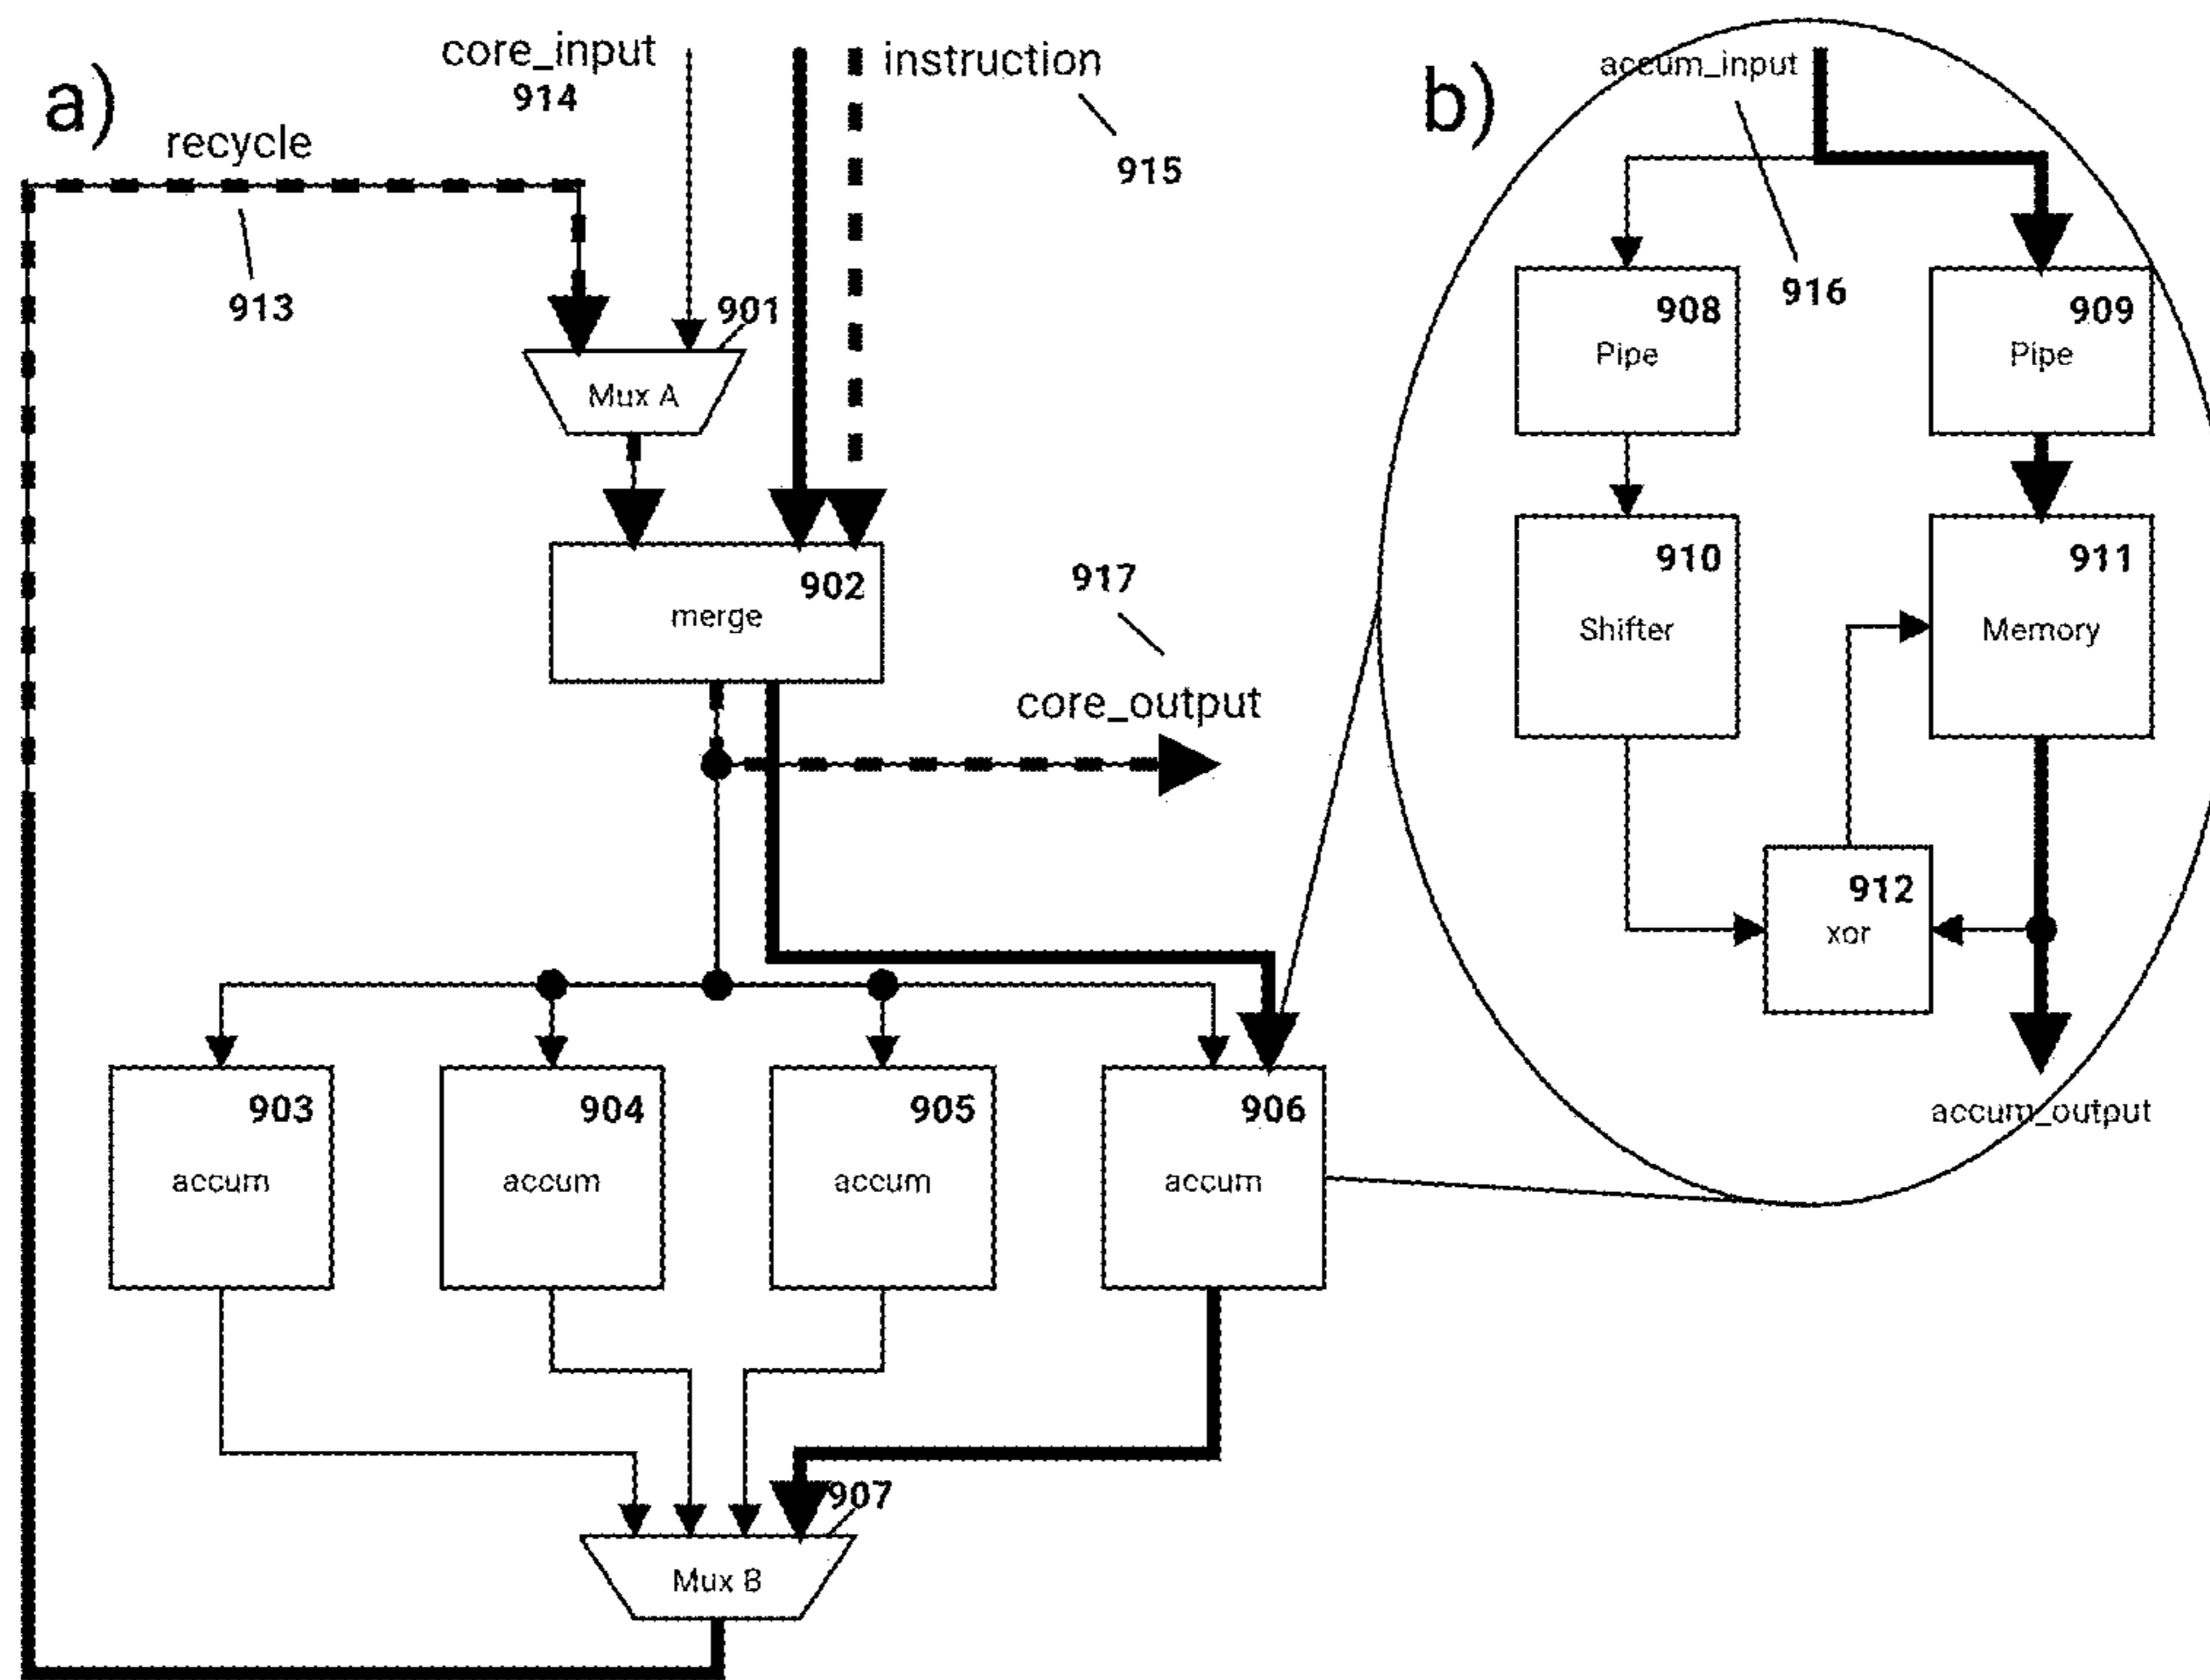 a)
core_input
914
instruction
915
recycle
913
901
Mux A
902
merge
917
core_output
903
accum
904
accum
905
accum
906
accum
907
Mux B
b)
accum_input
916
908
Pipe
909
Pipe
910
Shifter
911
Memory
912
xor
accum_output